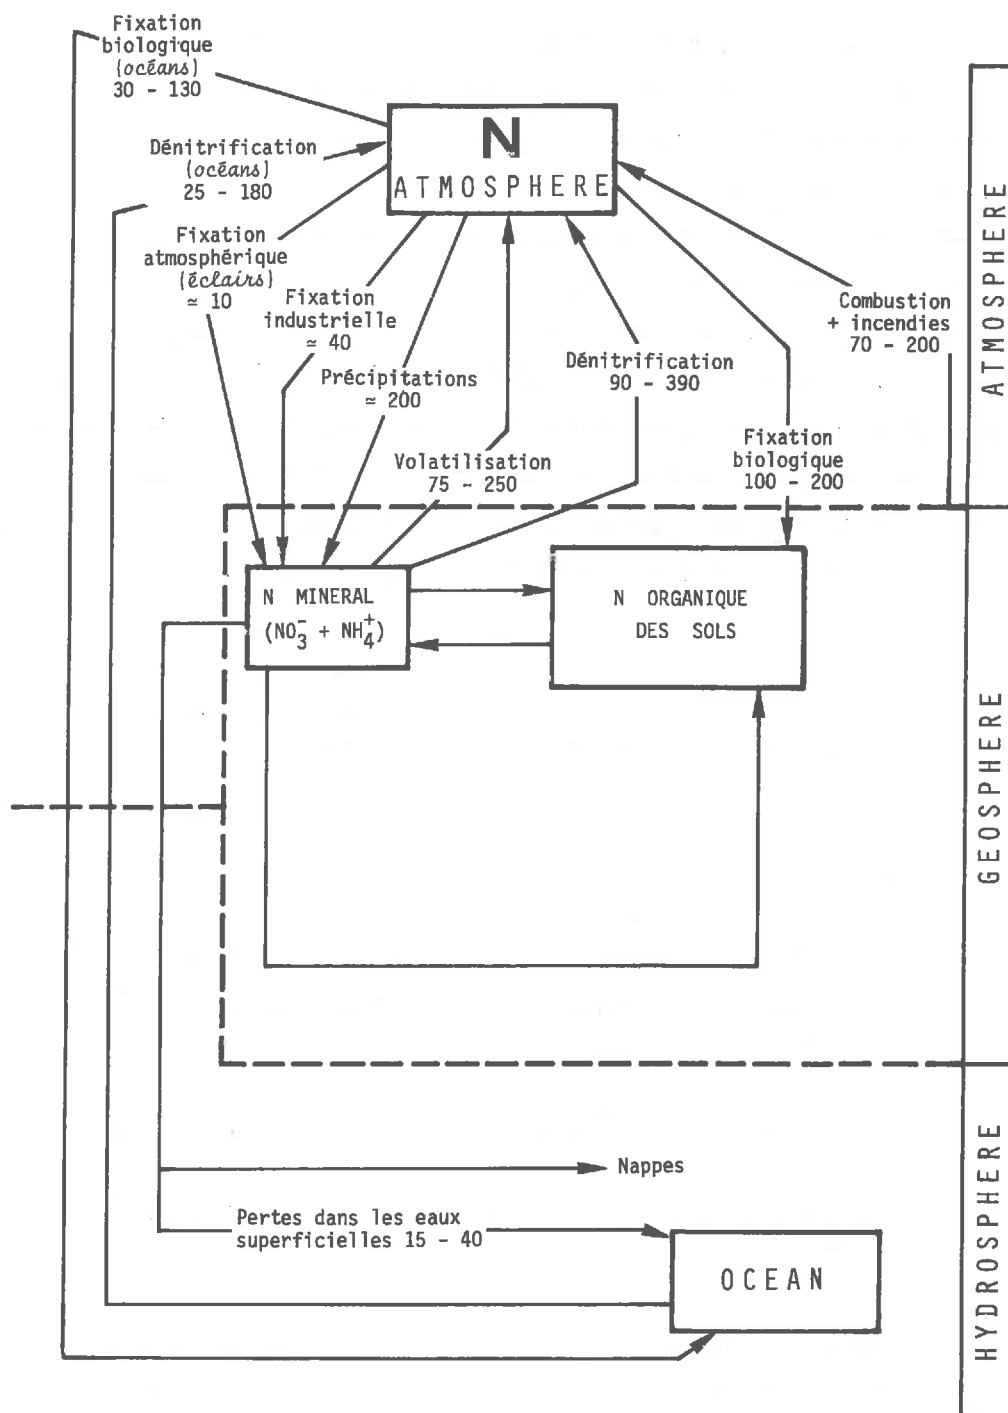 Fixation
biologique
(océans)
30 - 130
N
ATMOSPHERE
Dénitrification
(océans)
25 - 180
Fixation
atmosphérique
(éclairs)
≃ 10
Fixation
industrielle
≃ 40
Précipitations
≃ 200
Volatilisation
75 - 250
Dénitrification
90 - 390
Combustion
+ incendies
70 - 200
Fixation
biologique
100 - 200
ATMOSPHERE
N MINERAL
(NO₃⁻ + NH₄⁺)
N ORGANIQUE
DES SOLS
GEOSPHERE
Nappes
Pertes dans les eaux
superficielles 15 - 40
OCEAN
HYDROSPHERE